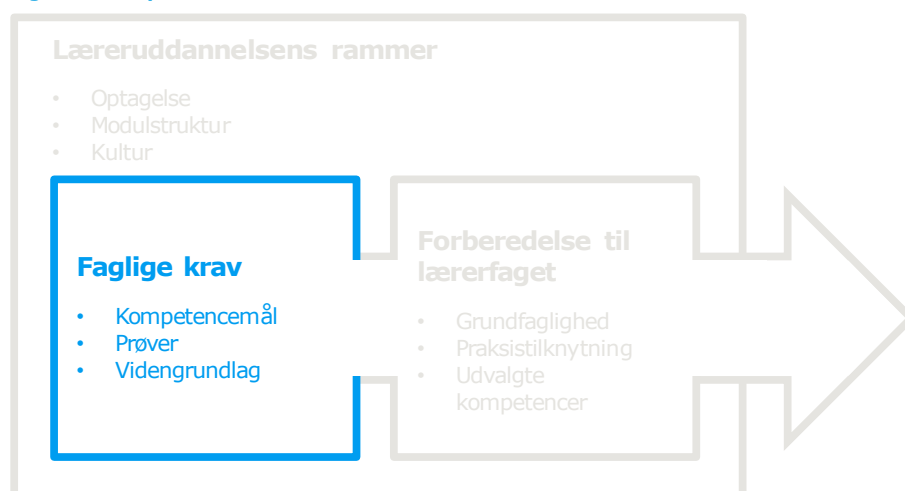 Læreruddannelsens rammer
• Optagelse
• Modulstruktur
• Kultur
Faglige krav
• Kompetencemål
• Prøver
• Videngrundlag
Forberedelse til
lærerfaget
• Grundfaglighed
• Praksistilknytning
• Udvalgte
kompetencer